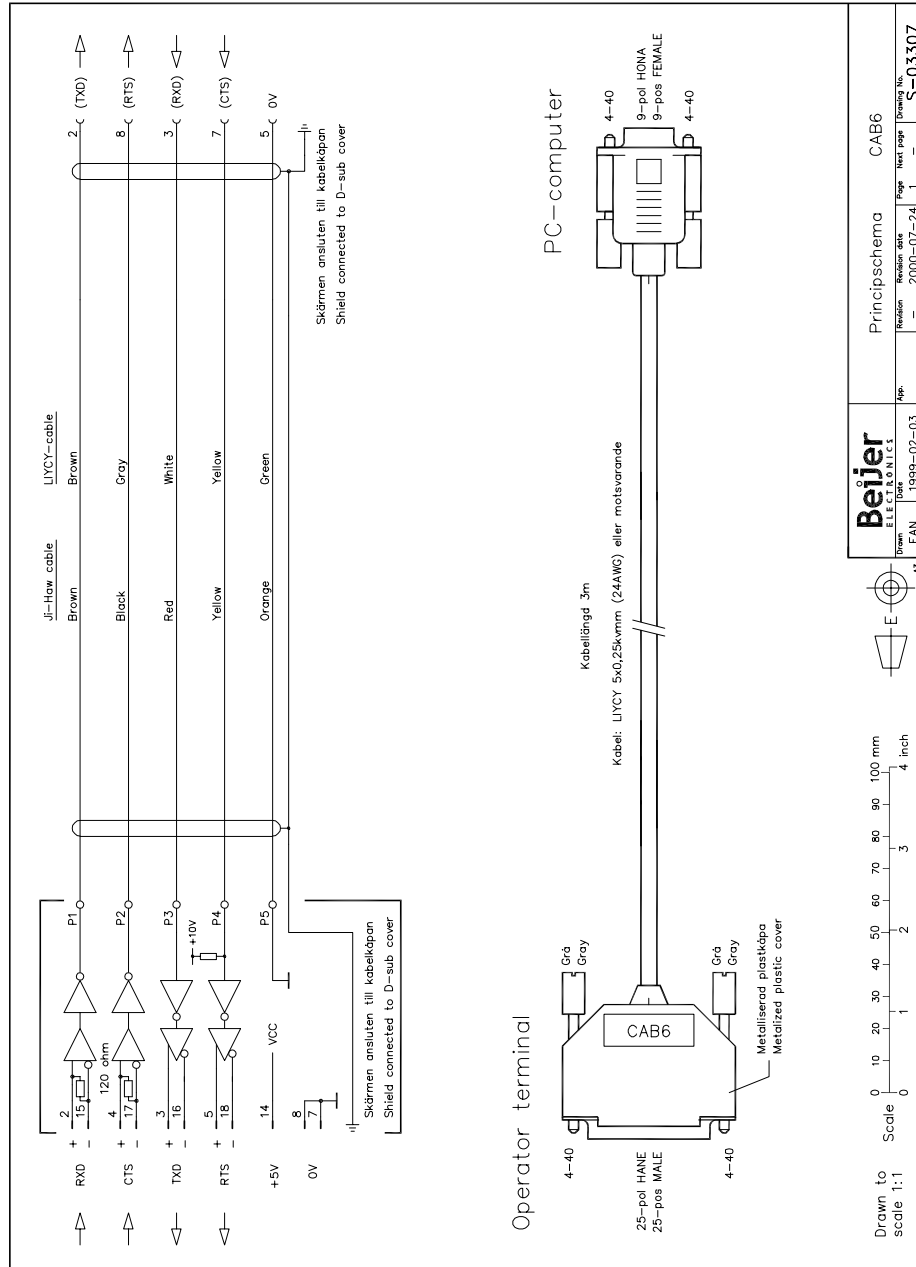 RXD + 2
- 15
CTS + 4
- 17
TXD + 3
- 16
RTS + 5
- 18
+5V 14 VCC
0V 8
7
120 ohm
+10V
P1
P2
P3
P4
P5
Skärmen ansluten till kabelkåpan
Shield connected to D-sub cover
Ji-Haw cable
Brown
Black
Red
Yellow
Orange
LIYCY-cable
Brown
Gray
White
Yellow
Green
2 (TXD)
8 (RTS)
3 (RXD)
7 (CTS)
5 0V
Skärmen ansluten till kabelkåpan
Shield connected to D-sub cover
Operator terminal
4-40
25-pol HANE
25-pos MALE
4-40
CAB6
Grå
Gray
Grå
Gray
Metalliserad plastkåpa
Metalized plastic cover
Kabellängd 3m
Kabel: LIYCY 5x0,25kvmm (24AWG) eller motsvarande
PC-computer
4-40
9-pol HONA
9-pos FEMALE
4-40
Drawn to
scale 1:1
Scale
0 10 20 30 40 50 60 70 80 90 100 mm
0 1 2 3 4 inch
E
Beijer
ELECTRONICS
Principschema CAB6
Drawn
FAN
Date
1999-02-03
App.
Revision
-
Revision date
2000-07-24
Page
1
Next page
-
Drawing No.
S-03307